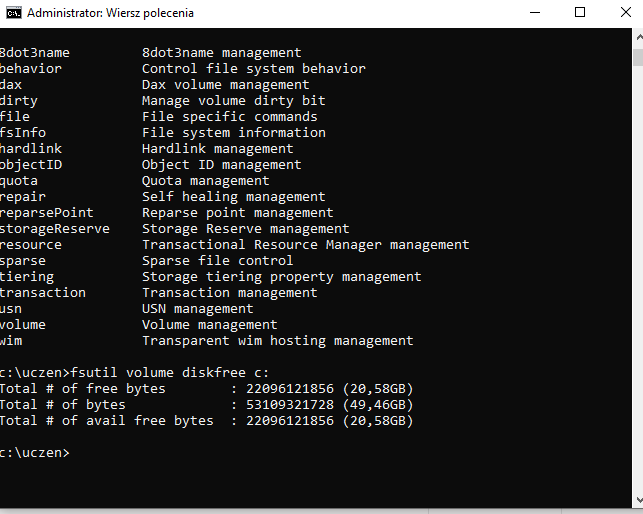 Administrator: Wiersz polecenia
8dot3name         8dot3name management
behavior          Control file system behavior
dax               Dax volume management
dirty             Manage volume dirty bit
file              File specific commands
fsInfo            File system information
hardlink          Hardlink management
objectID          Object ID management
quota             Quota management
repair            Self healing management
reparsePoint      Reparse point management
storageReserve    Storage Reserve management
resource          Transactional Resource Manager management
sparse            Sparse file control
tiering           Storage tiering property management
transaction       Transaction management
usn               USN management
volume            Volume management
wim               Transparent wim hosting management
c:\uczen>fsutil volume diskfree c:
Total # of free bytes        : 22096121856 (20,58GB)
Total # of bytes             : 53109321728 (49,46GB)
Total # of avail free bytes  : 22096121856 (20,58GB)
c:\uczen>